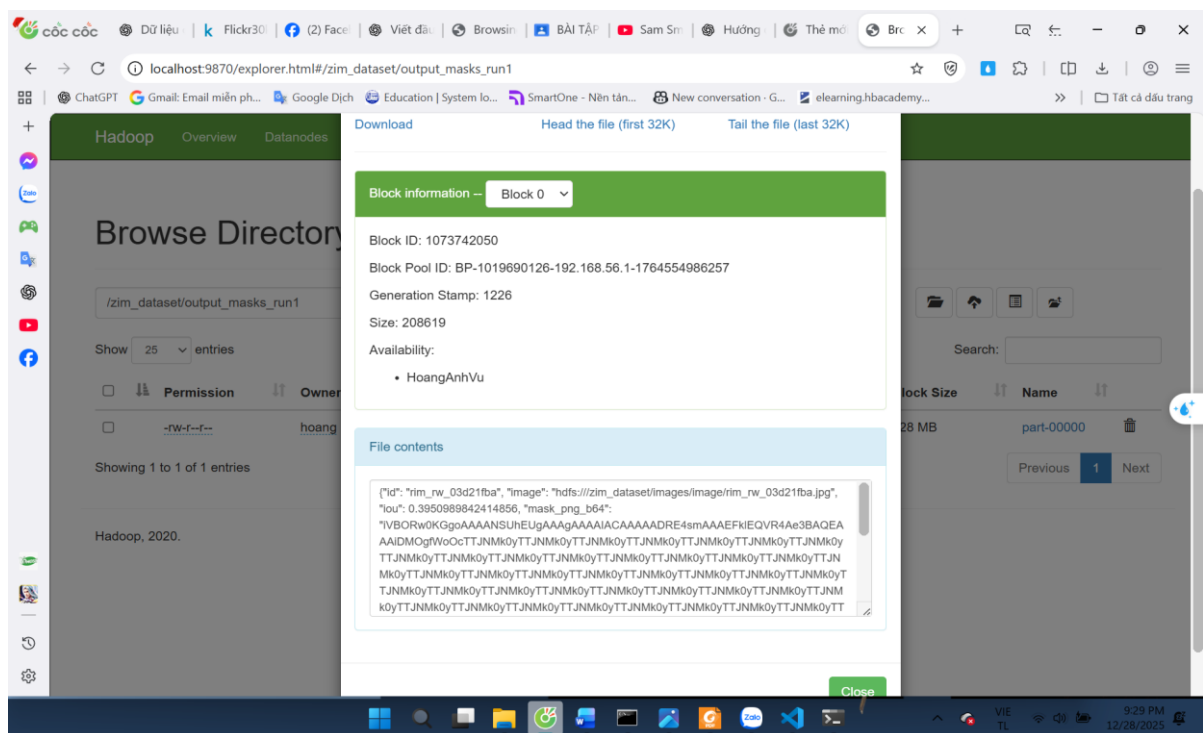 cốc cốc Dữ liệu k Flickr30 (2) Face Viết đầu Browsin BÀI TẬP Sam Sm Hướng Thẻ mớ Brc
localhost:9870/explorer.html#/zim_dataset/output_masks_run1
ChatGPT Gmail: Email miễn ph... Google Dịch Education | System lo... SmartOne - Nền tản... New conversation - G... elearning.hbacademy... Tất cả dấu trang
Hadoop Overview Datanodes
Download Head the file (first 32K) Tail the file (last 32K)
Block information -- Block 0
Browse Directory
Block ID: 1073742050
Block Pool ID: BP-1019690126-192.168.56.1-1764554986257
Generation Stamp: 1226
/zim_dataset/output_masks_run1
Size: 208619
Show 25 entries
Availability:
Search:
HoangAnhVu
Permission Owner lock Size Name
-rw-r--r-- hoang 28 MB part-00000
File contents
Showing 1 to 1 of 1 entries
Previous 1 Next
{"id": "rim_rw_03d21fba", "image": "hdfs:///zim_dataset/images/image/rim_rw_03d21fba.jpg",
"iou": 0.3950989842414856, "mask_png_b64":
"iVBORw0KGgoAAAANSUhEUgAAAgAAAAIACAAAAADRE4smAAAEFklEQVR4Ae3BAQEA
AAiDMOgfWoOcTTJNMk0yTTJNMk0yTTJNMk0yTTJNMk0yTTJNMk0yTTJNMk0yTTJNMk0y
TTJNMk0yTTJNMk0yTTJNMk0yTTJNMk0yTTJNMk0yTTJNMk0yTTJNMk0yTTJNMk0yTTJN
Mk0yTTJNMk0yTTJNMk0yTTJNMk0yTTJNMk0yTTJNMk0yTTJNMk0yTTJNMk0yTTJNMk0yT
TJNMk0yTTJNMk0yTTJNMk0yTTJNMk0yTTJNMk0yTTJNMk0yTTJNMk0yTTJNMk0yTTJNM
k0yTTJNMk0yTTJNMk0yTTJNMk0yTTJNMk0yTTJNMk0yTTJNMk0yTTJNMk0yTTJNMk0yTT
Hadoop, 2020.
Close
Zalo
VIE
TL
9:29 PM
12/28/2025